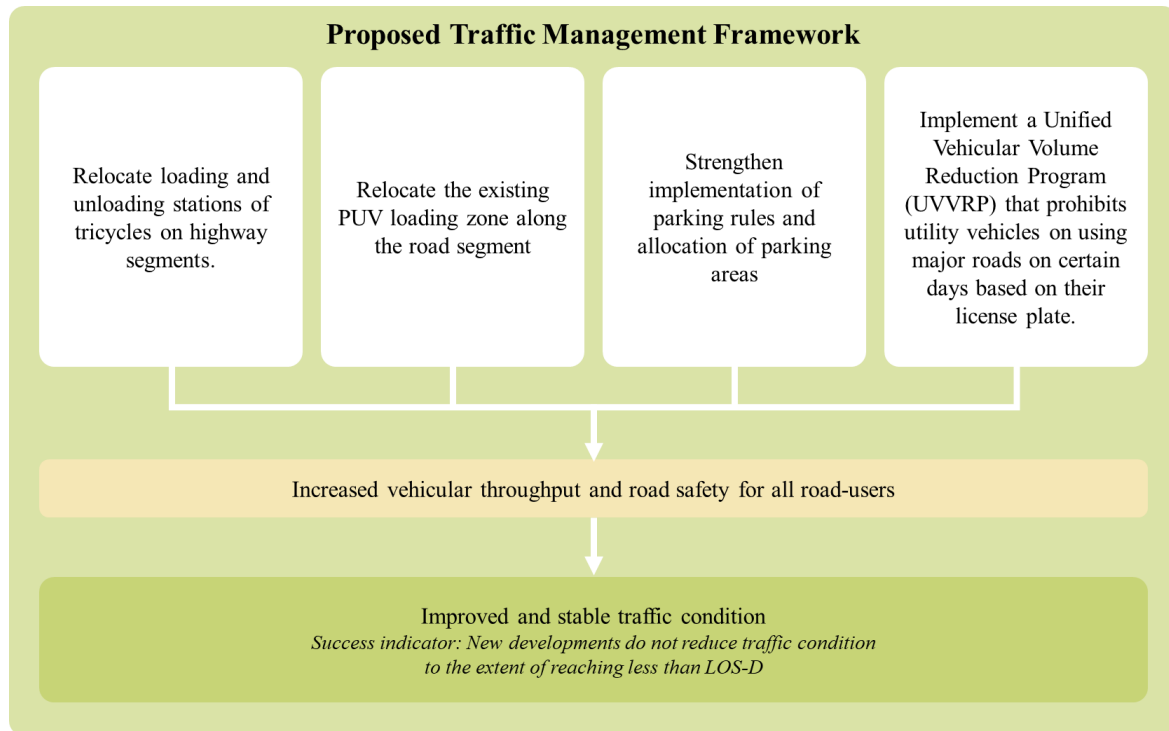 Proposed Traffic Management Framework
Relocate loading and
unloading stations of
tricycles on highway
segments.
Relocate the existing
PUV loading zone along
the road segment
Strengthen
implementation of
parking rules and
allocation of parking
areas
Implement a Unified
Vehicular Volume
Reduction Program
(UVVRP) that prohibits
utility vehicles on using
major roads on certain
days based on their
license plate.
Increased vehicular throughput and road safety for all road-users
Improved and stable traffic condition
Success indicator: New developments do not reduce traffic condition
to the extent of reaching less than LOS-D